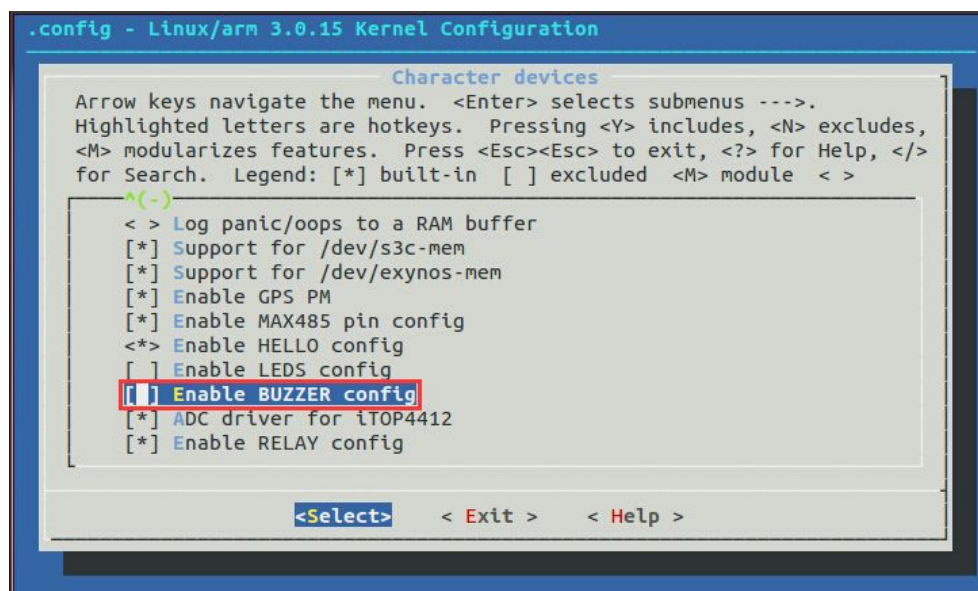 .config - Linux/arm 3.0.15 Kernel Configuration
Character devices
Arrow keys navigate the menu.  <Enter> selects submenus --->.
Highlighted letters are hotkeys.  Pressing <Y> includes, <N> excludes,
<M> modularizes features.  Press <Esc><Esc> to exit, <?> for Help, </>
for Search.  Legend: [*] built-in  [ ] excluded  <M> module  < >
^(-)
< > Log panic/oops to a RAM buffer
[*] Support for /dev/s3c-mem
[*] Support for /dev/exynos-mem
[*] Enable GPS PM
[*] Enable MAX485 pin config
<*> Enable HELLO config
[ ] Enable LEDS config
[ ] Enable BUZZER config
[*] ADC driver for iTOP4412
[*] Enable RELAY config
<Select>    < Exit >    < Help >